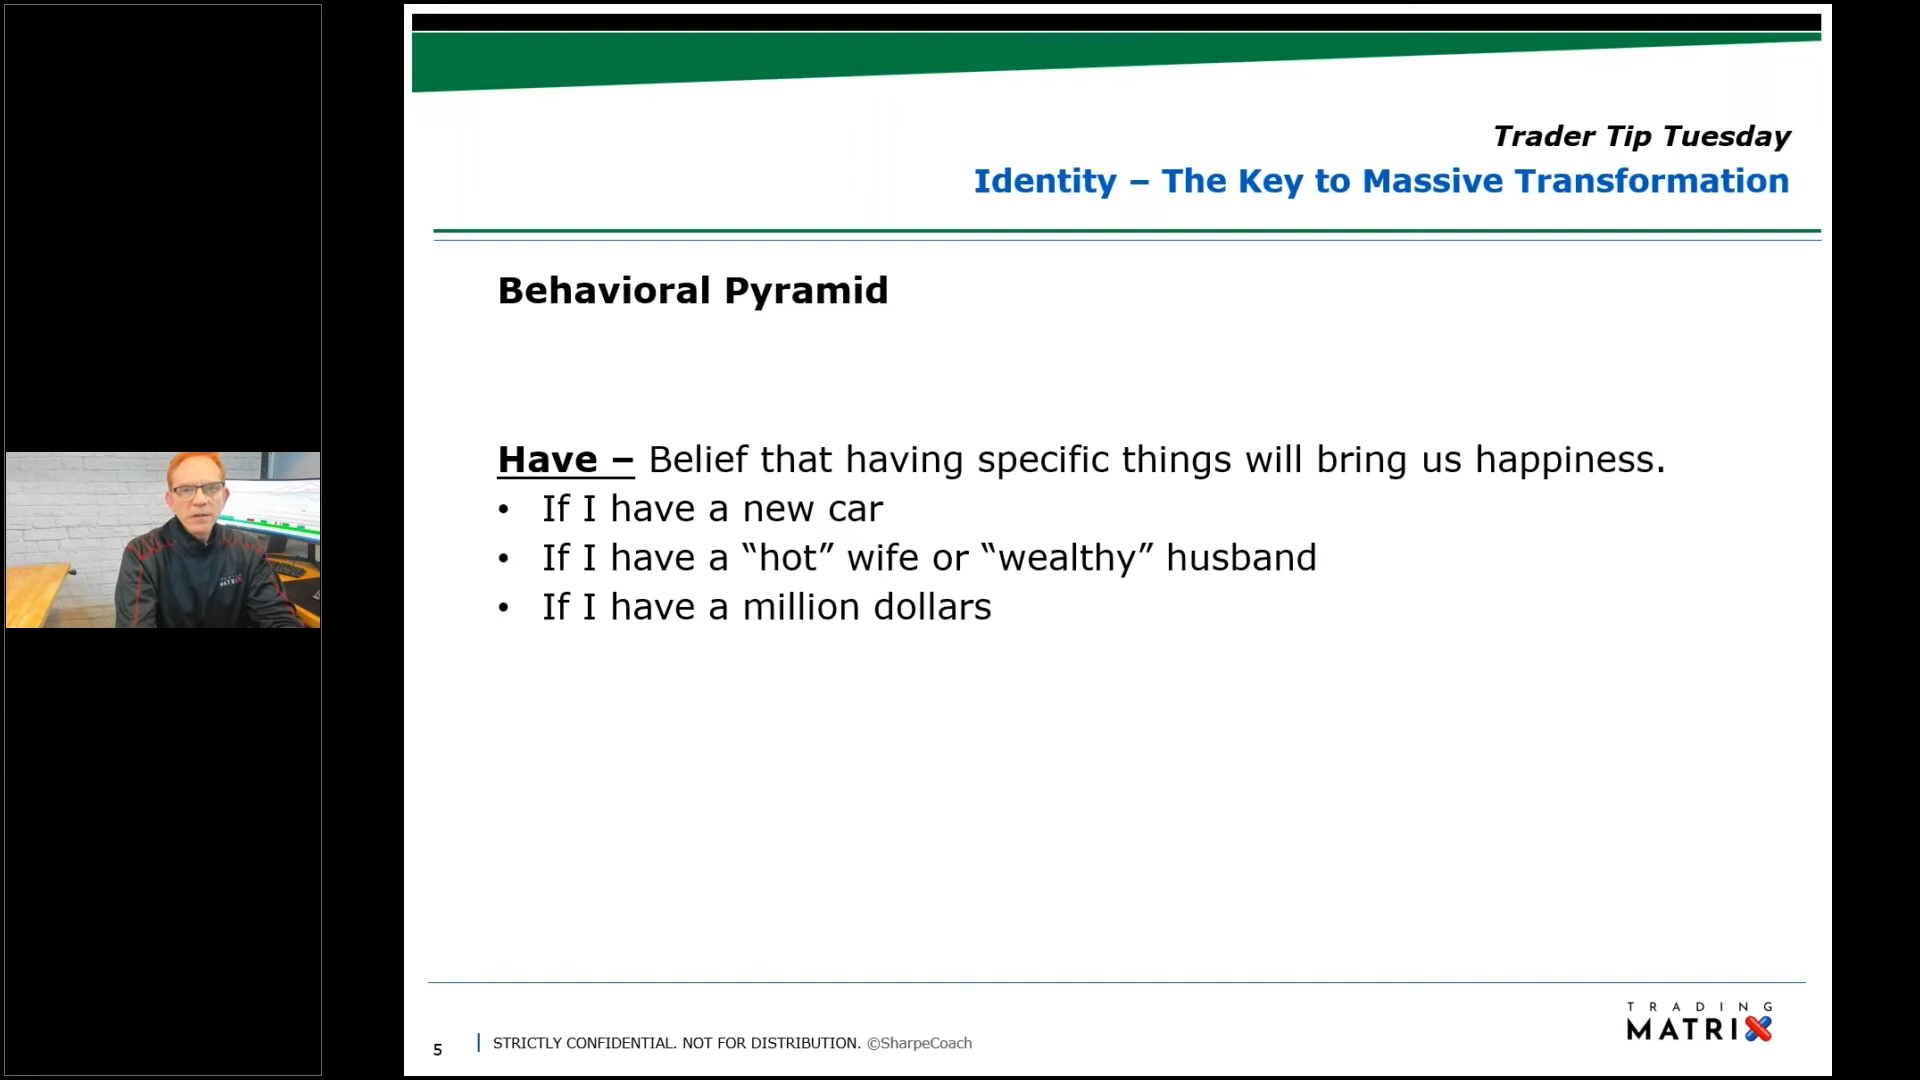 Trader Tip Tuesday
Identity – The Key to Massive Transformation
Behavioral Pyramid
Have – Belief that having specific things will bring us happiness.
• If I have a new car
• If I have a “hot” wife or “wealthy” husband
• If I have a million dollars
5
STRICTLY CONFIDENTIAL. NOT FOR DISTRIBUTION. ©SharpeCoach
TRADING
MATRIX